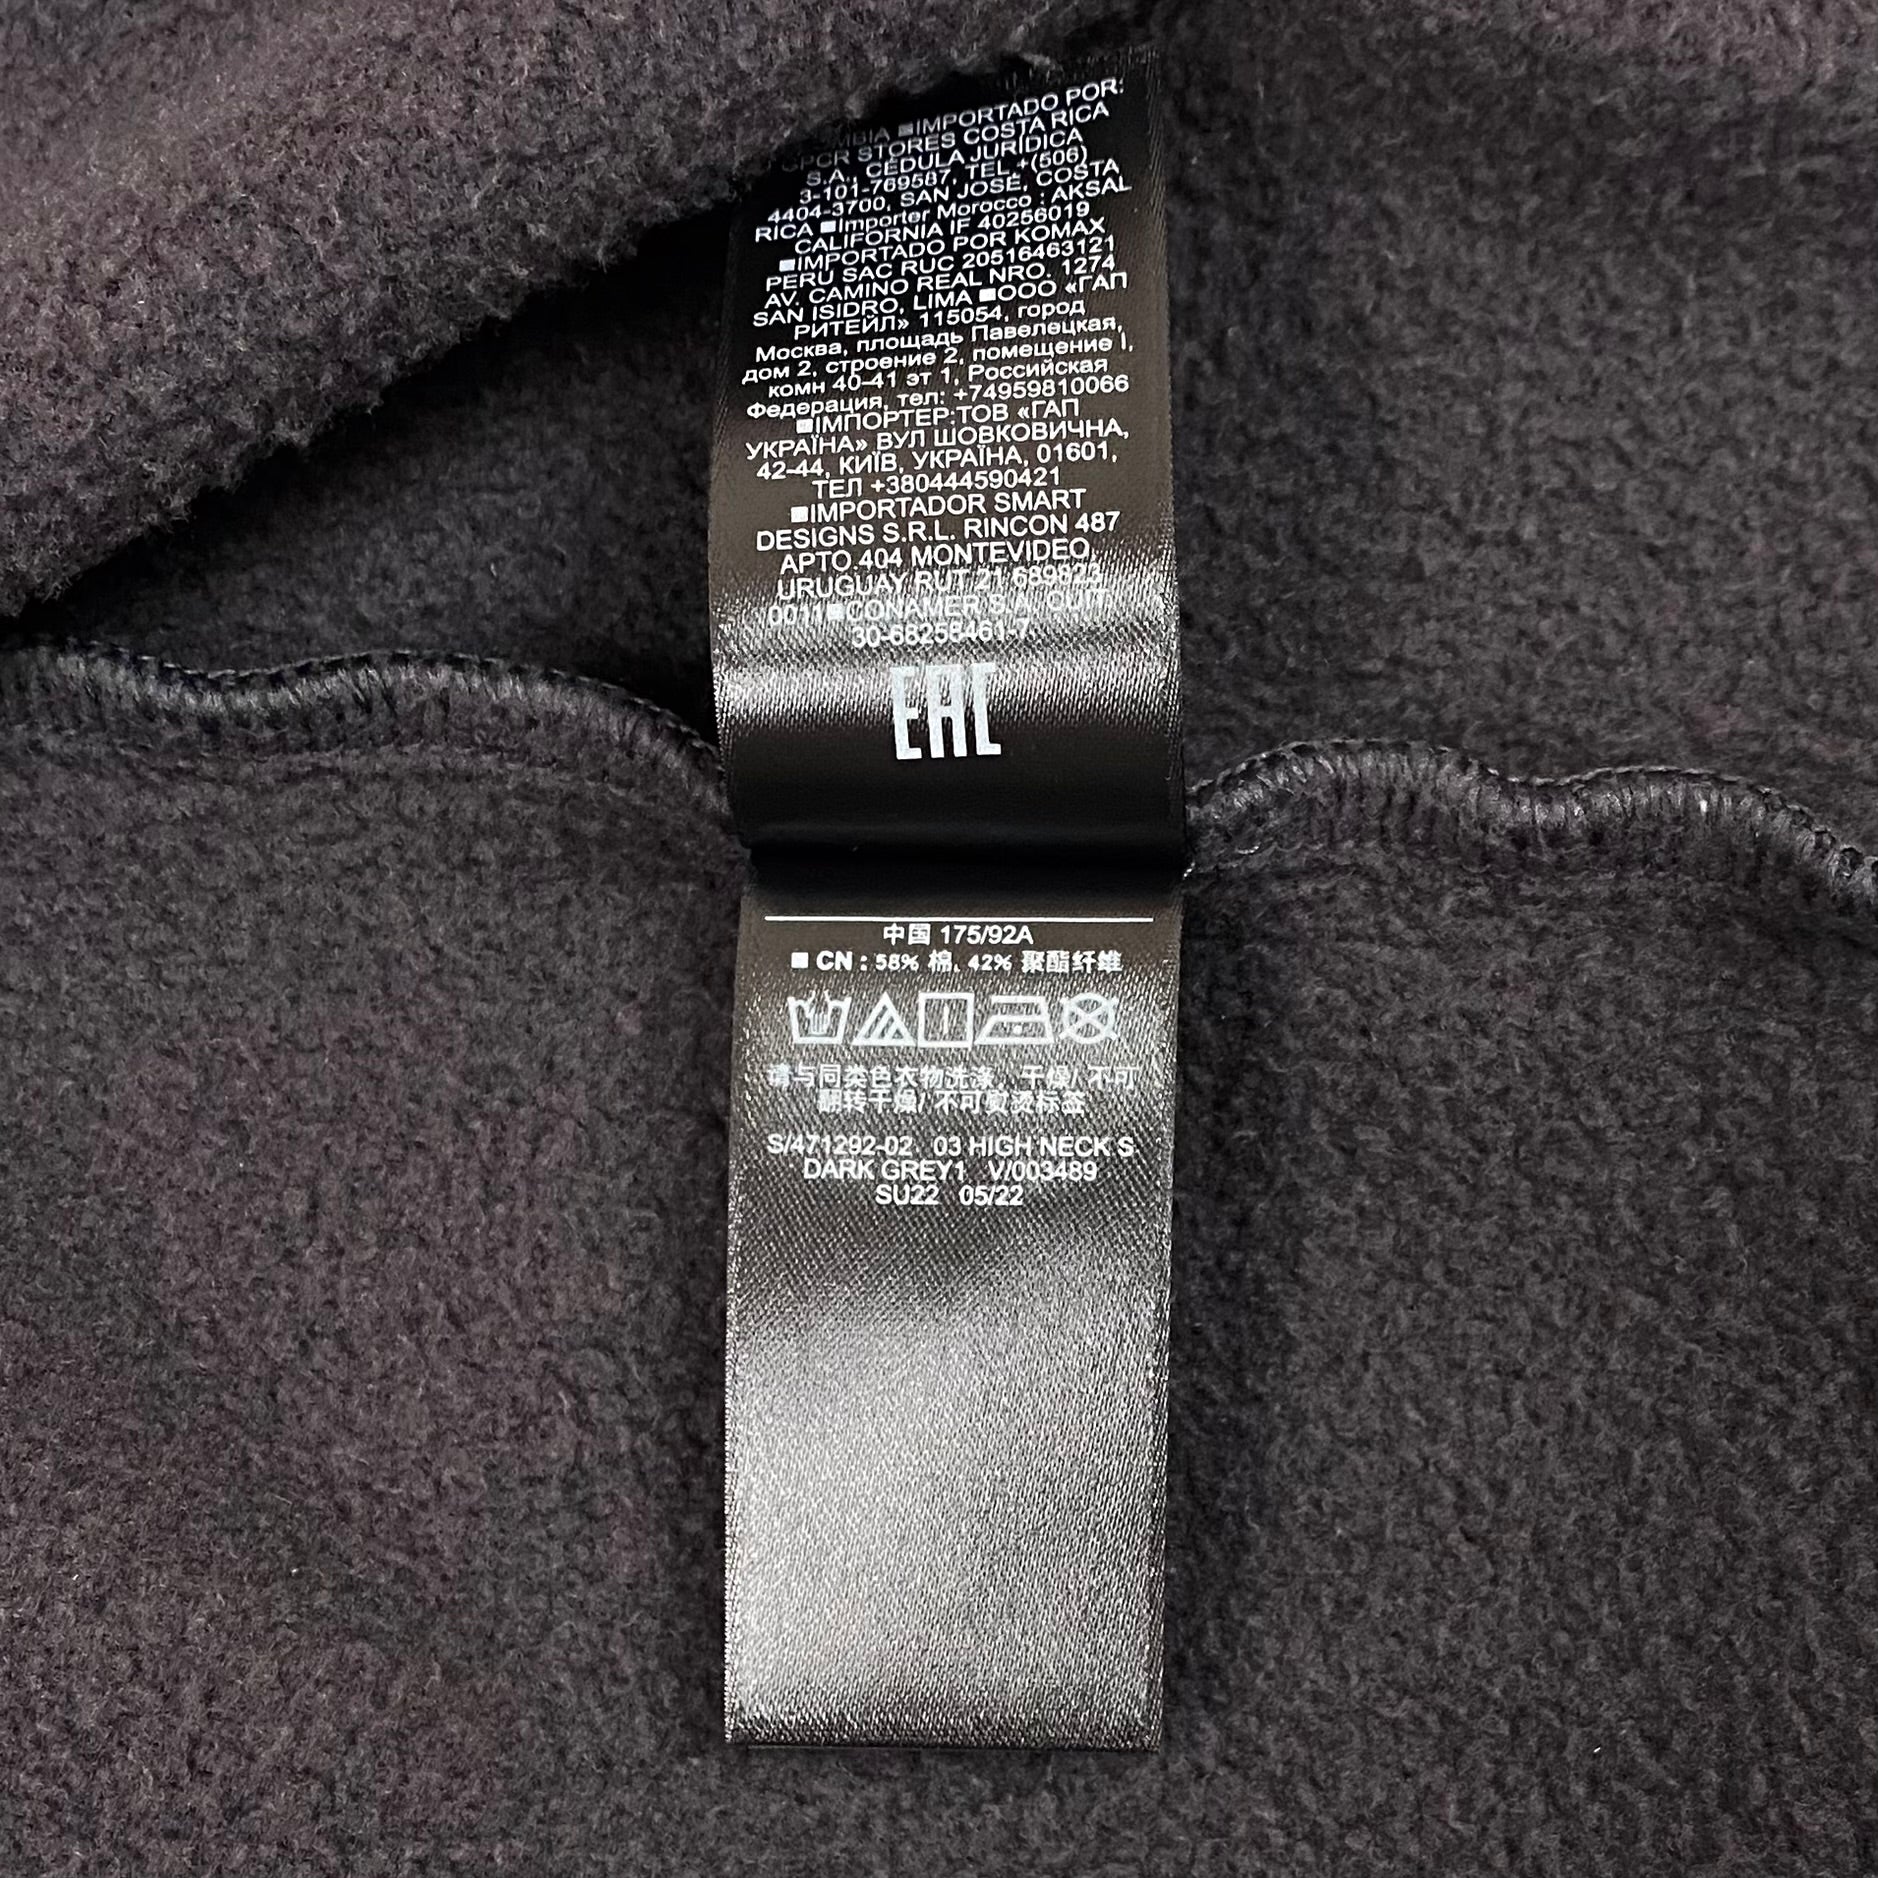 MBIA ■IMPORTADO POR:
GPCR STORES COSTA RICA
S.A., CÉDULA JURÍDICA
3-101-769587, TEL.+(506)
4404-3700, SAN JOSÉ, COSTA
RICA ■Importer Morocco : AKSAL
CALIFORNIA IF 40256019
■IMPORTADO POR KOMAX
PERU SAC RUC 20516463121
AV. CAMINO REAL NRO. 1274
SAN ISIDRO, LIMA ■ООО «ГАП
РИТЕЙЛ» 115054, город
Москва, площадь Павелецкая,
дом 2, строение 2, помещение I,
комн 40-41 эт 1, Российская
Федерация, тел: +74959810066
■ІМПОРТЕР:ТОВ «ГАП
УКРАЇНА» ВУЛ ШОВКОВИЧНА,
42-44, КИЇВ, УКРАЇНА, 01601,
ТЕЛ +380444590421
■IMPORTADOR SMART
DESIGNS S.R.L. RINCON 487
APTO.404 MONTEVIDEO,
URUGUAY RUT 21 689823
0011■CONAMER S.A. CUIT:
30-68258461-7
EAC
中国 175/92A
■ CN : 58% 棉, 42% 聚酯纤维
请与同类色衣物洗涤、干燥/ 不可
翻转干燥/ 不可熨烫标签
S/471292-02 03 HIGH NECK S
DARK GREY1 V/003489
SU22 05/22